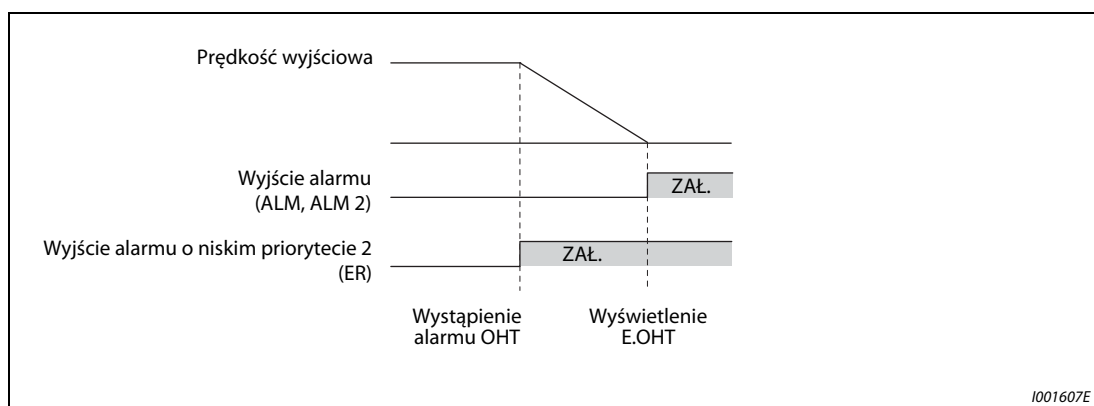 Prędkość wyjściowa
Wyjście alarmu
(ALM, ALM 2)
ZAŁ.
Wyjście alarmu o niskim priorytecie 2
(ER)
ZAŁ.
Wystąpienie
alarmu OHT
Wyświetlenie
E.OHT
I001607E